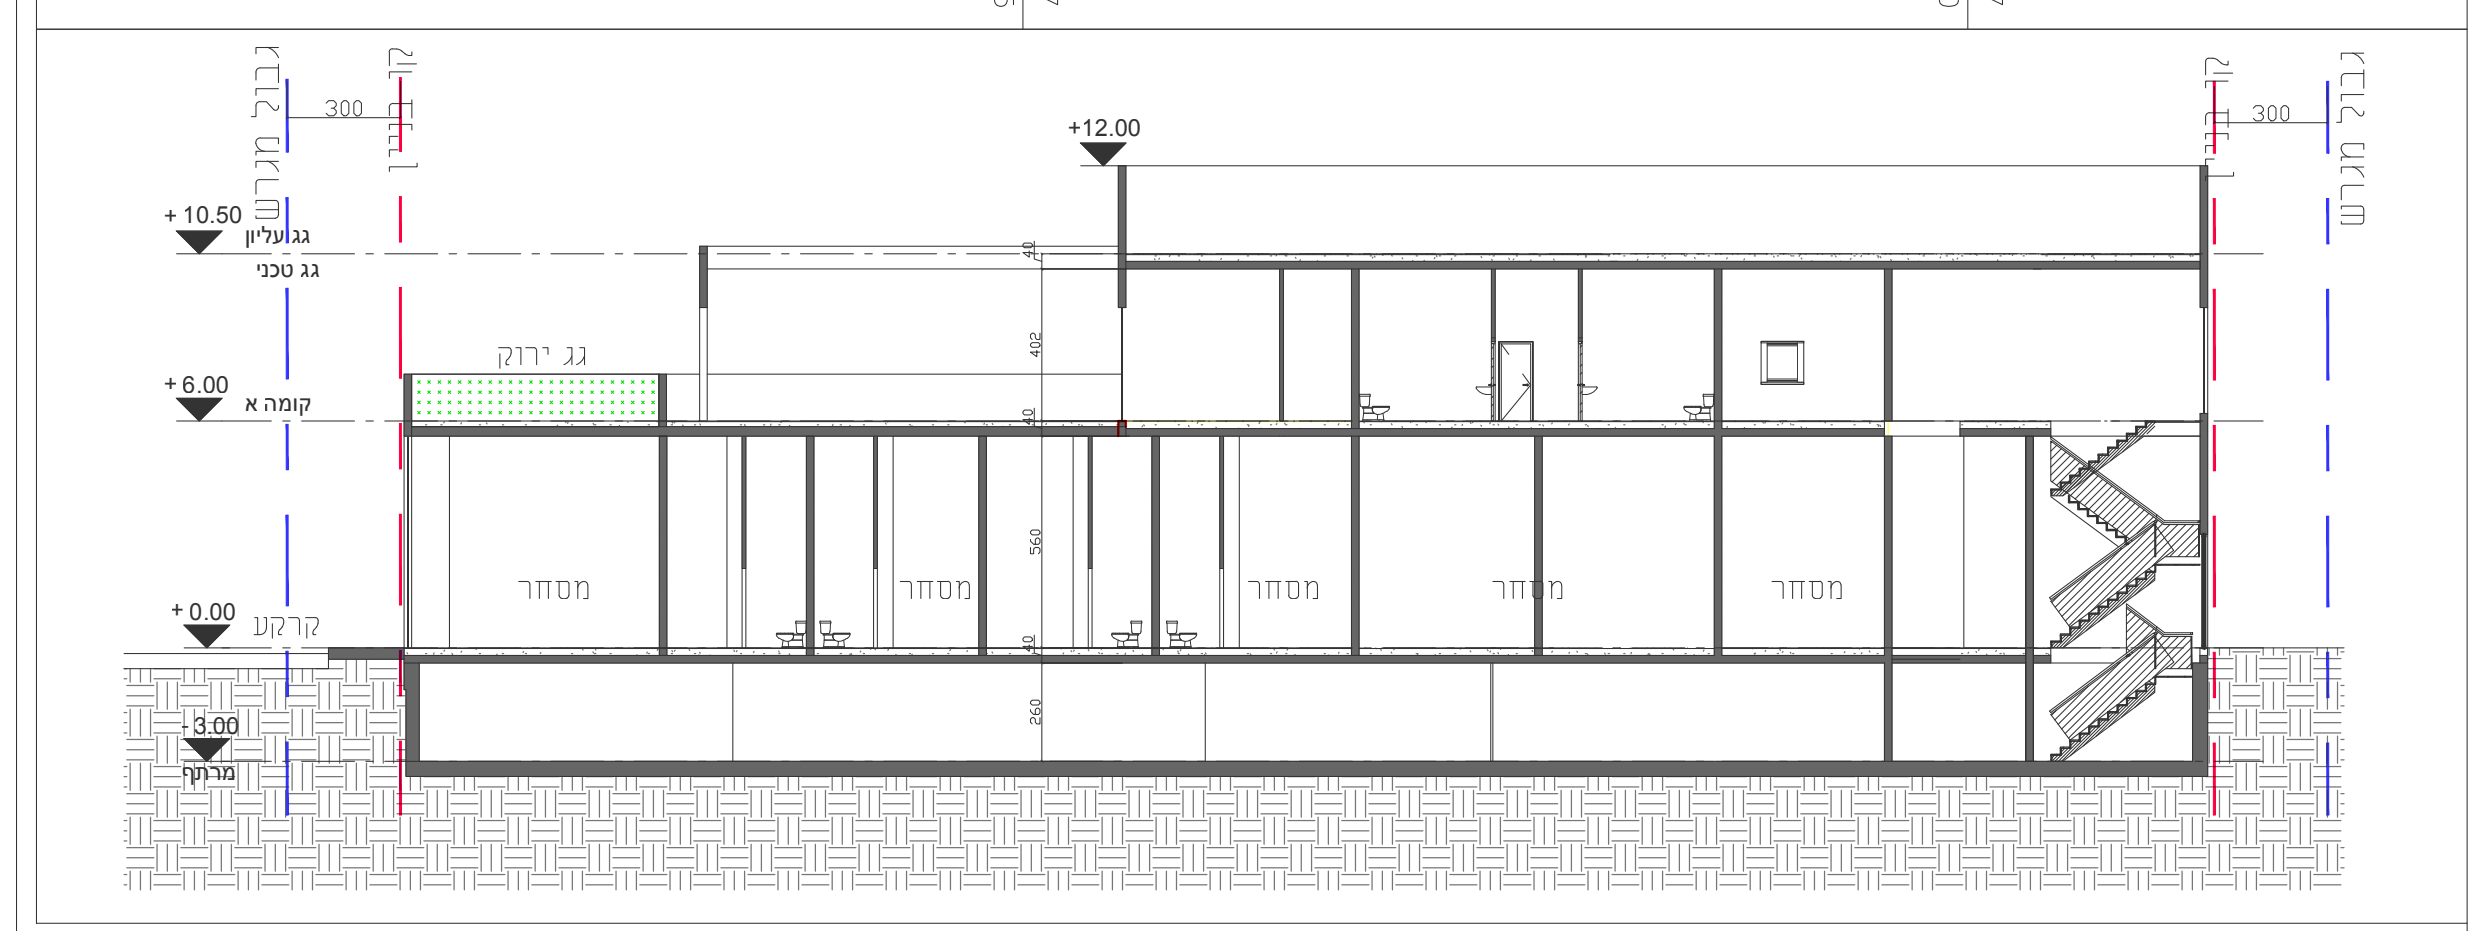 גבול מגרש
300
קו בניין
+12.00
קו בניין
300
גבול מגרש
+10.50
גג עליון
גג טכני
40
402
גג ירוק
+6.00
קומה א
40
560
מסחר
מסחר
מסחר
מסחר
מסחר
+0.00
קרקע
40
260
-3.00
מרתף